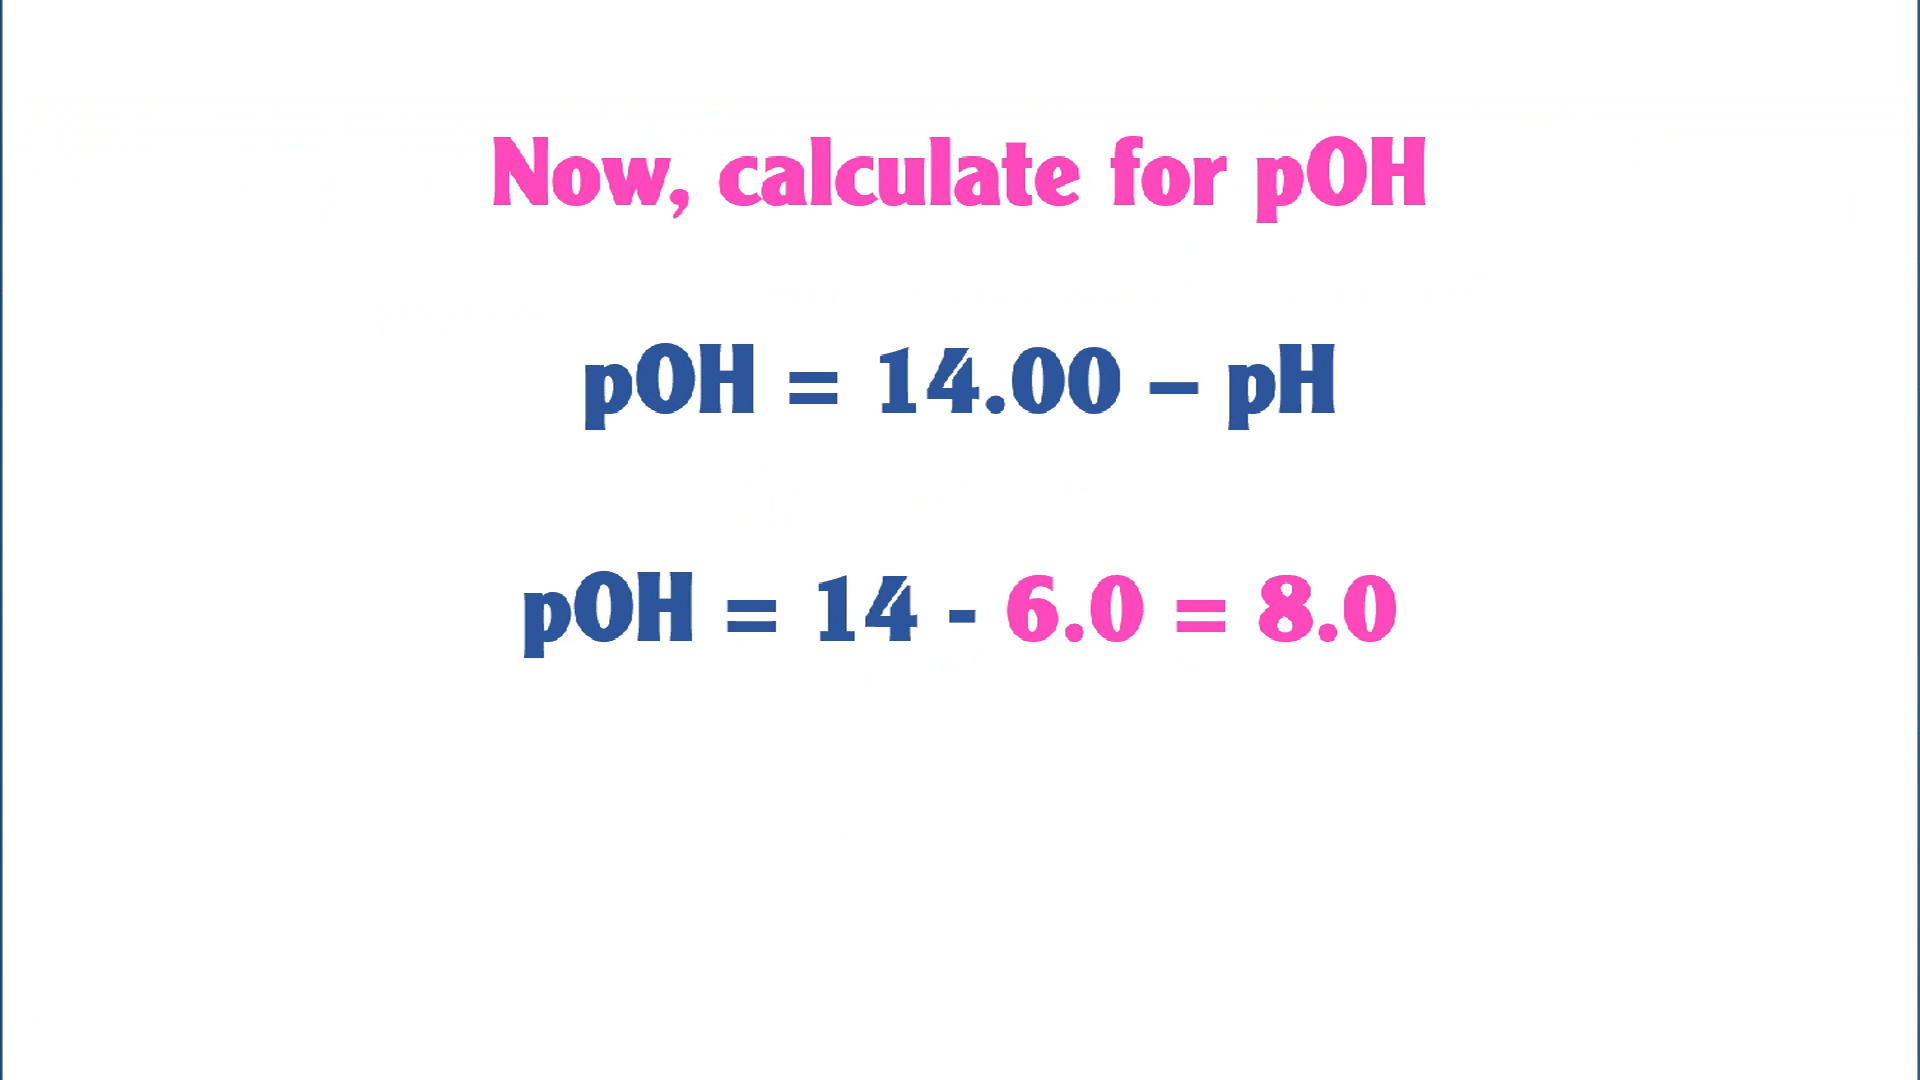 Now, calculate for pOH
pOH = 14.00 – pH
pOH = 14 - 6.0 = 8.0